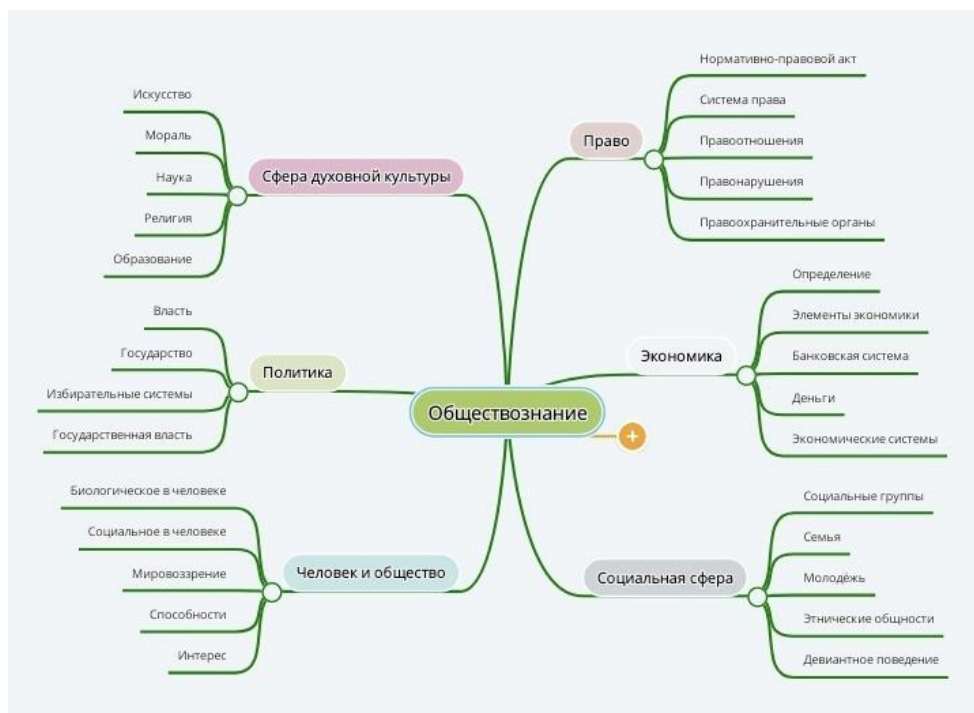 Обществознание
Сфера духовной культуры
Искусство
Мораль
Наука
Религия
Образование
Политика
Власть
Государство
Избирательные системы
Государственная власть
Человек и общество
Биологическое в человеке
Социальное в человеке
Мировоззрение
Способности
Интерес
Право
Нормативно-правовой акт
Система права
Правоотношения
Правонарушения
Правоохранительные органы
Экономика
Определение
Элементы экономики
Банковская система
Деньги
Экономические системы
Социальная сфера
Социальные группы
Семья
Молодёжь
Этнические общности
Девиантное поведение